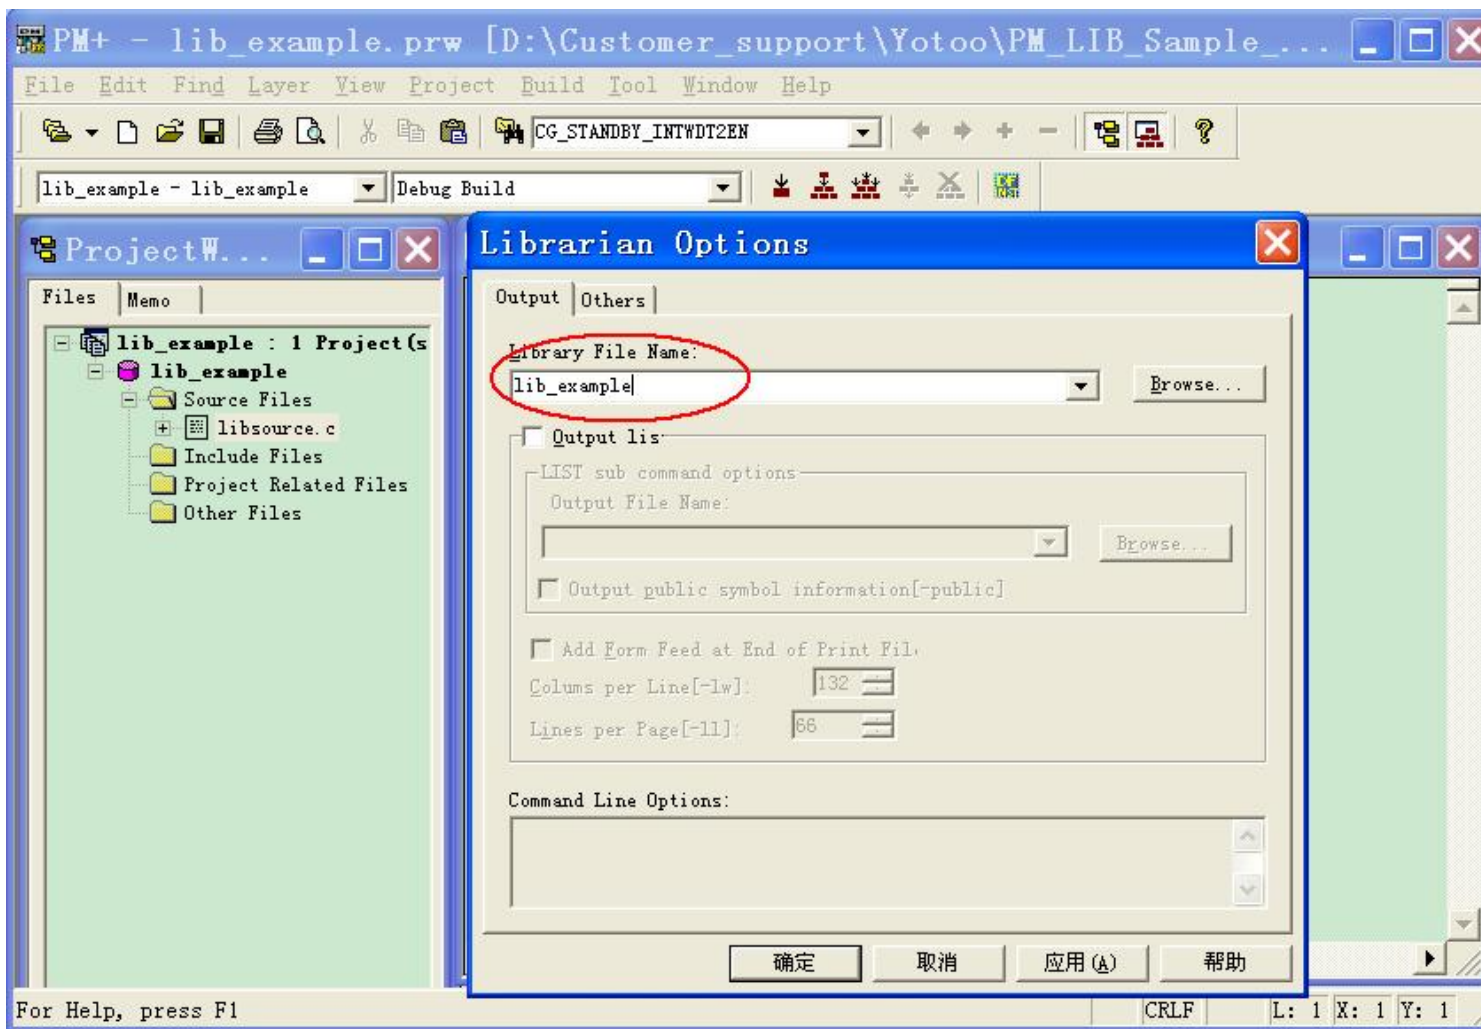 PM+ - lib_example.prw [D:\Customer_support\Yotoo\PM_LIB_Sample_...
File Edit Find Layer View Project Build Tool Window Help
CG_STANDBY_INTWDT2EN
lib_example - lib_example Debug Build
ProjectW...
Files Memo
lib_example : 1 Project(s
lib_example
Source Files
libsource.c
Include Files
Project Related Files
Other Files
Librarian Options
Output Others
Library File Name:
lib_example Browse...
Output lis
LIST sub command options
Output File Name:
Browse...
Output public symbol information[-public]
Add Form Feed at End of Print Fil
Colums per Line[-lw]: 132
Lines per Page[-ll]: 66
Command Line Options:
确定 取消 应用(A) 帮助
For Help, press F1 CRLF L: 1 X: 1 Y: 1